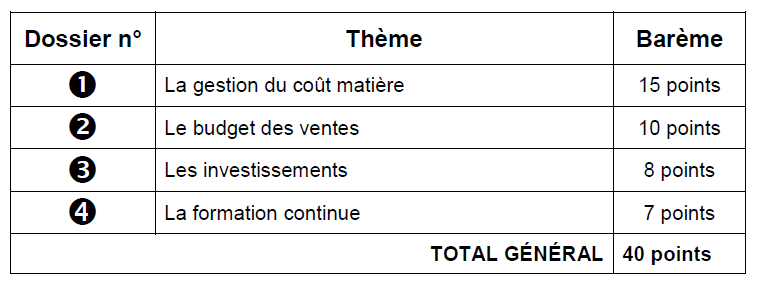 Dossier n° Thème Barème
❶ La gestion du coût matière 15 points
❷ Le budget des ventes 10 points
❸ Les investissements 8 points
❹ La formation continue 7 points
TOTAL GÉNÉRAL 40 points